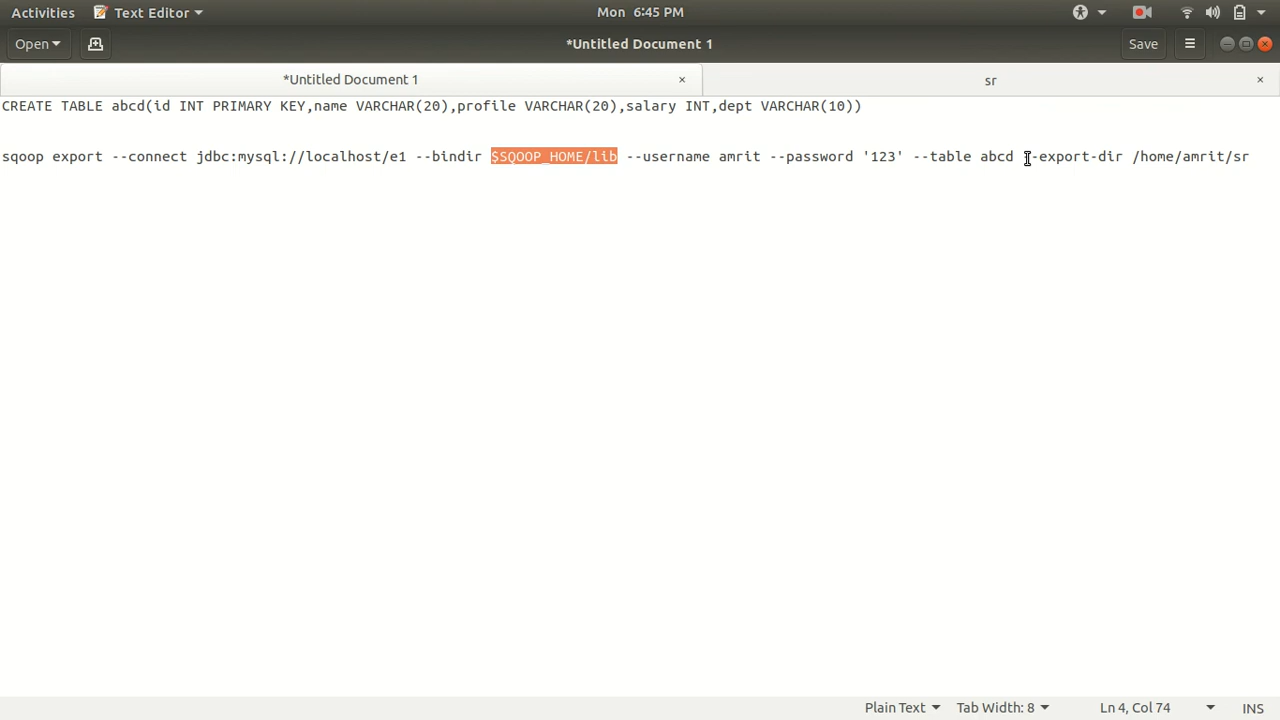 Activities Text Editor Mon 6:45 PM
Open *Untitled Document 1 Save
*Untitled Document 1 × sr ×
CREATE TABLE abcd(id INT PRIMARY KEY,name VARCHAR(20),profile VARCHAR(20),salary INT,dept VARCHAR(10))
sqoop export --connect jdbc:mysql://localhost/e1 --bindir $SQOOP_HOME/lib --username amrit --password '123' --table abcd --export-dir /home/amrit/sr
Plain Text Tab Width: 8 Ln 4, Col 74 INS